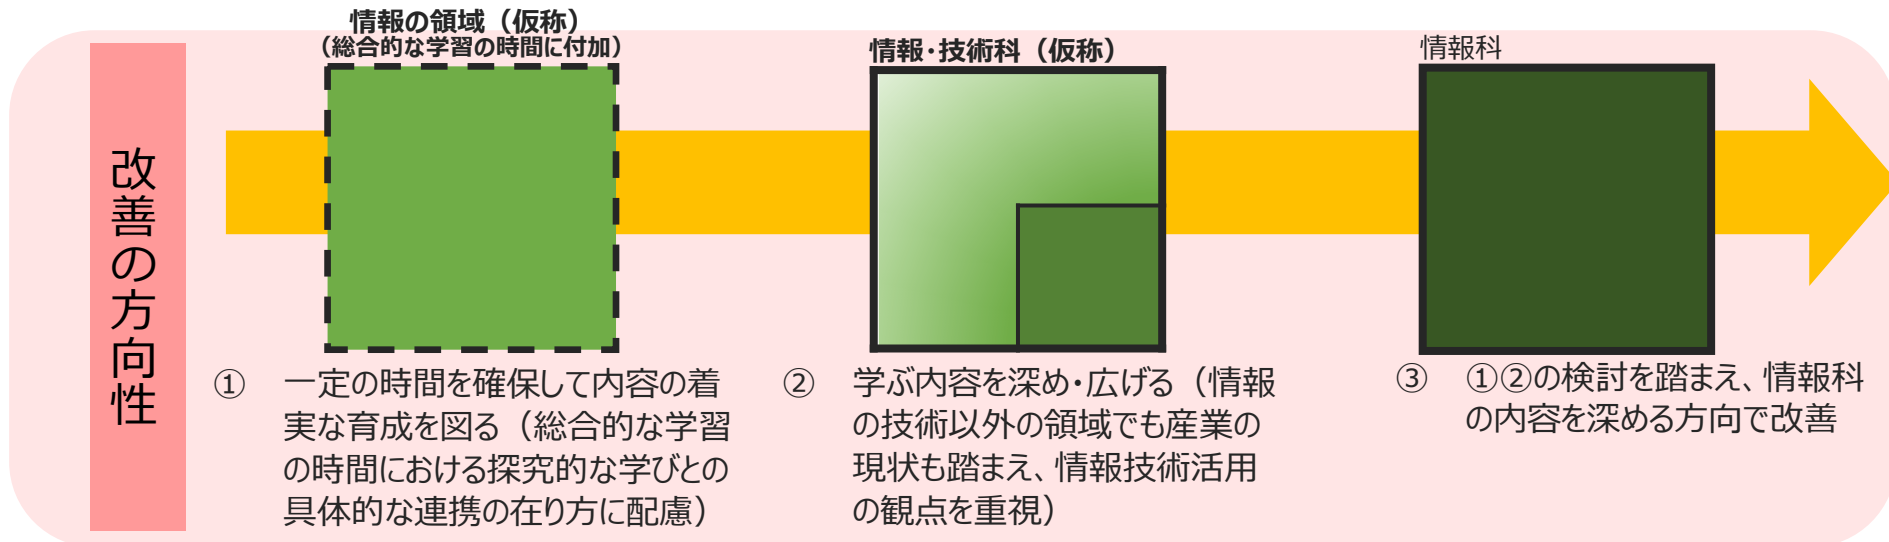 改善の方向性
情報の領域（仮称）
（総合的な学習の時間に付加）
情報・技術科（仮称）
情報科
① 一定の時間を確保して内容の着
実な育成を図る（総合的な学習
の時間における探究的な学びとの
具体的な連携の在り方に配慮）
② 学ぶ内容を深め・広げる（情報
の技術以外の領域でも産業の
現状も踏まえ、情報技術活用
の観点を重視）
③ ①②の検討を踏まえ、情報科
の内容を深める方向で改善